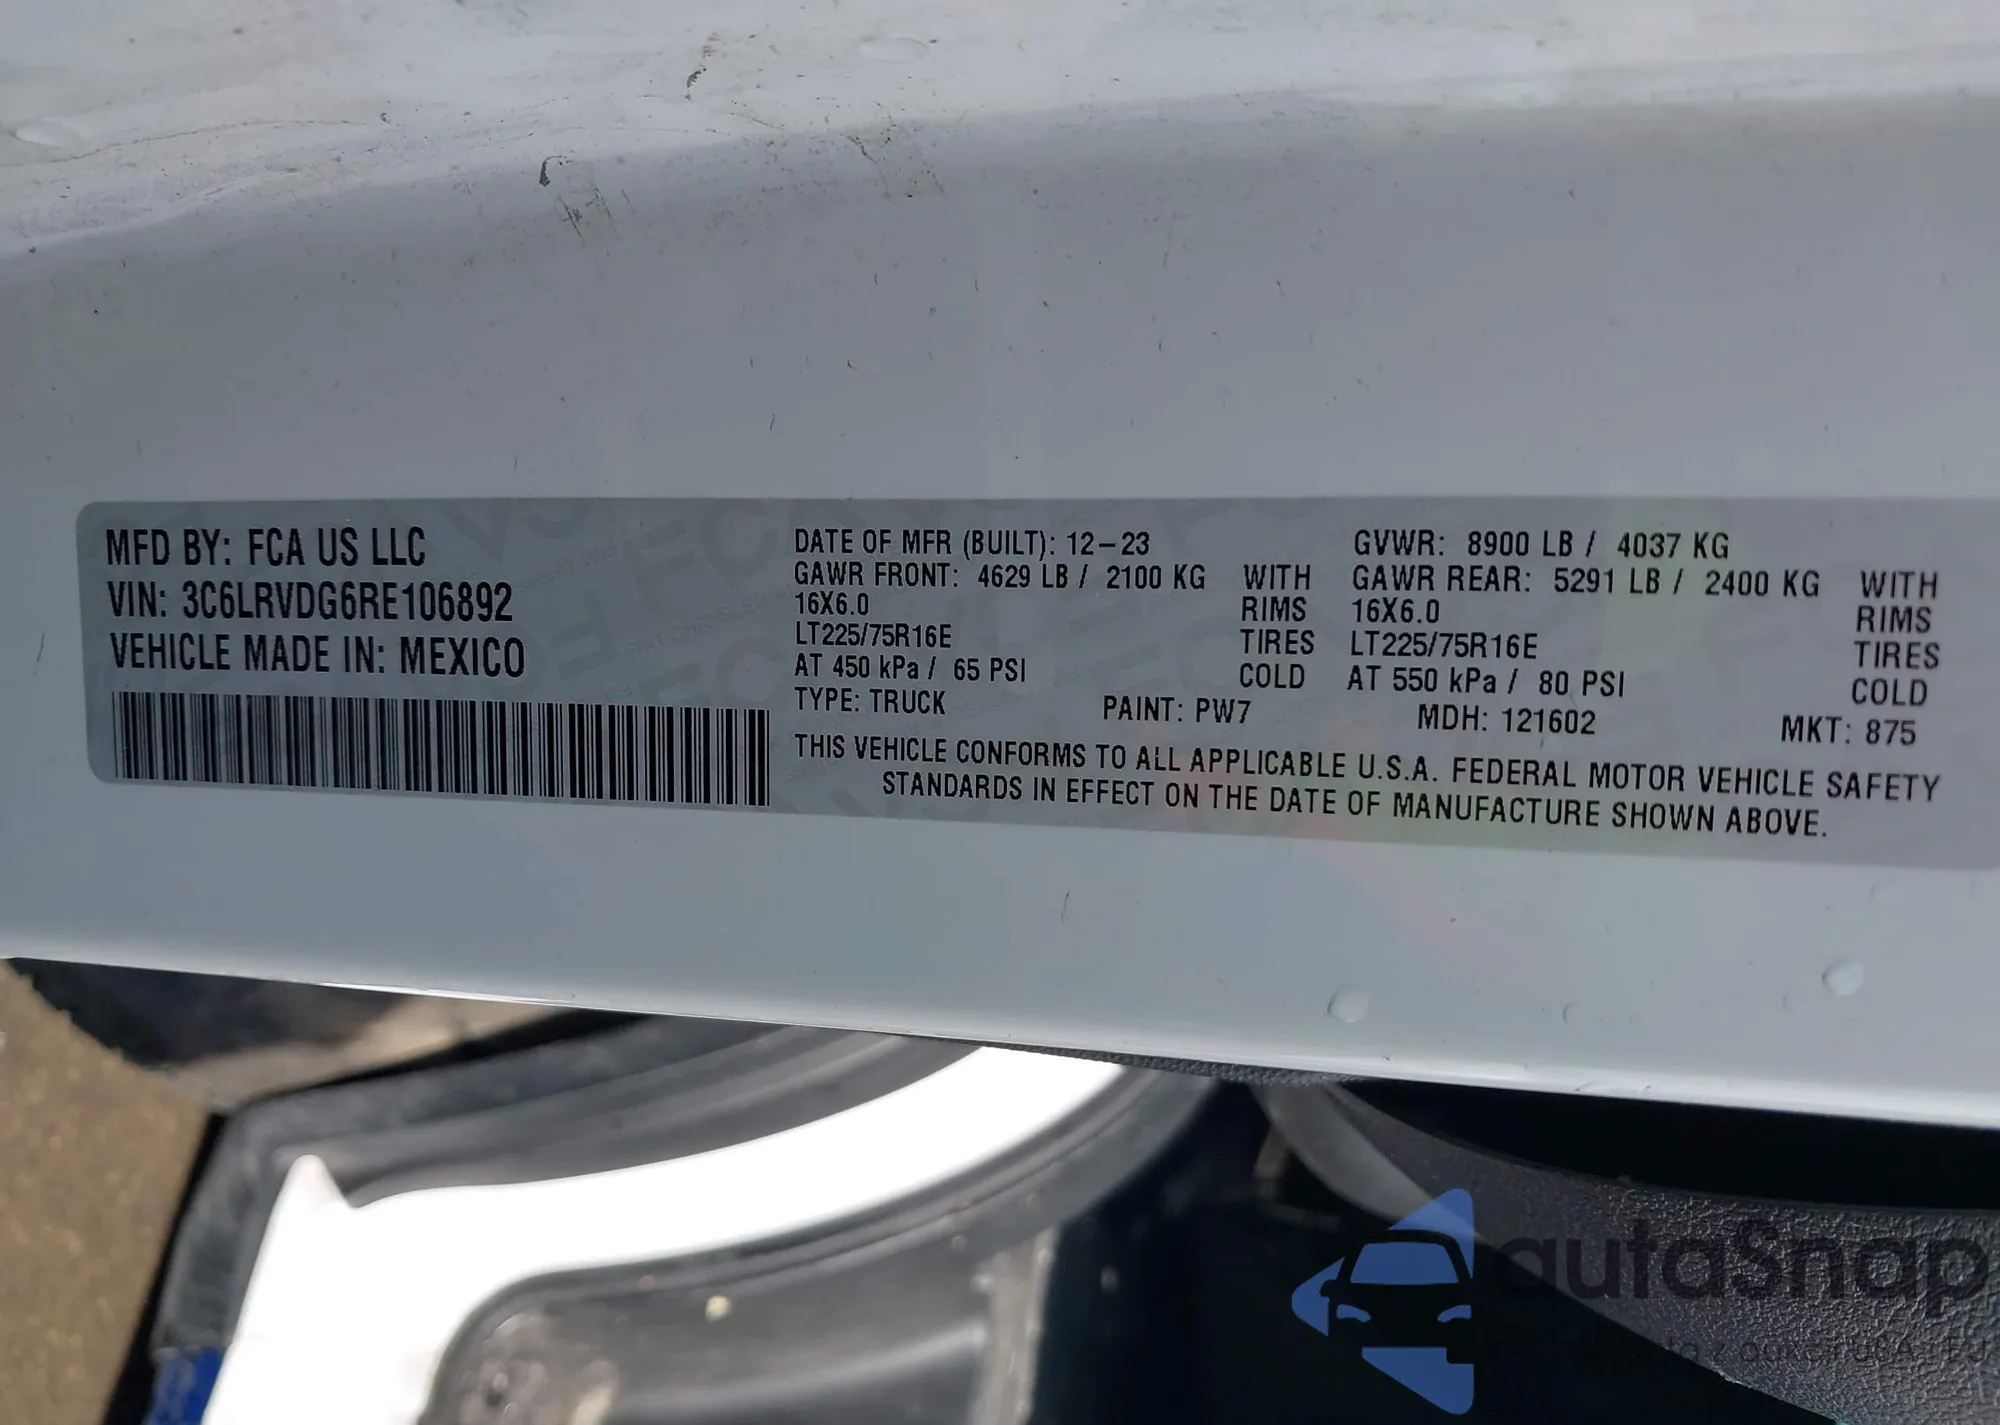 MFD BY: FCA US LLC
VIN: 3C6LRVDG6RE106892
VEHICLE MADE IN: MEXICO
DATE OF MFR (BUILT): 12-23 GVWR: 8900 LB / 4037 KG
GAWR FRONT: 4629 LB / 2100 KG WITH GAWR REAR: 5291 LB / 2400 KG WITH
16X6.0 RIMS 16X6.0 RIMS
LT225/75R16E TIRES LT225/75R16E TIRES
AT 450 kPa / 65 PSI COLD AT 550 kPa / 80 PSI COLD
TYPE: TRUCK PAINT: PW7 MDH: 121602 MKT: 875
THIS VEHICLE CONFORMS TO ALL APPLICABLE U.S.A. FEDERAL MOTOR VEHICLE SAFETY
STANDARDS IN EFFECT ON THE DATE OF MANUFACTURE SHOWN ABOVE.
autaSnap